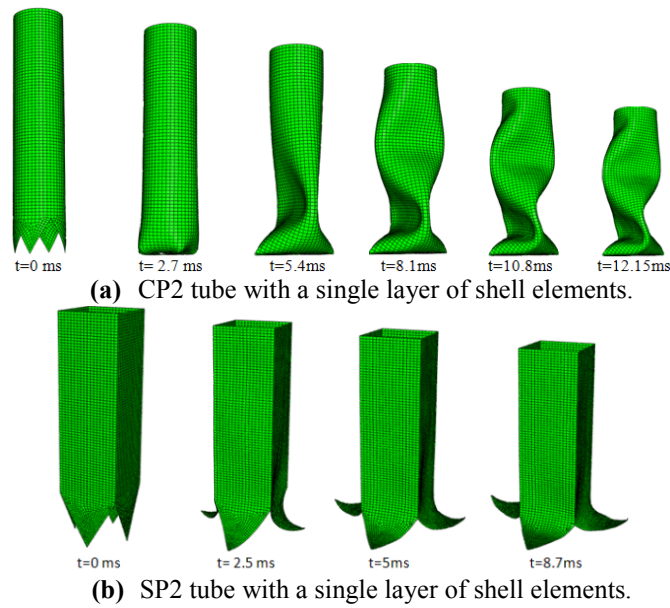 t=0 ms t= 2.7 ms t=5.4ms t=8.1ms t=10.8ms t=12.15ms
(a) CP2 tube with a single layer of shell elements.
t=0 ms t= 2.5 ms t=5ms t=8.7ms
(b) SP2 tube with a single layer of shell elements.